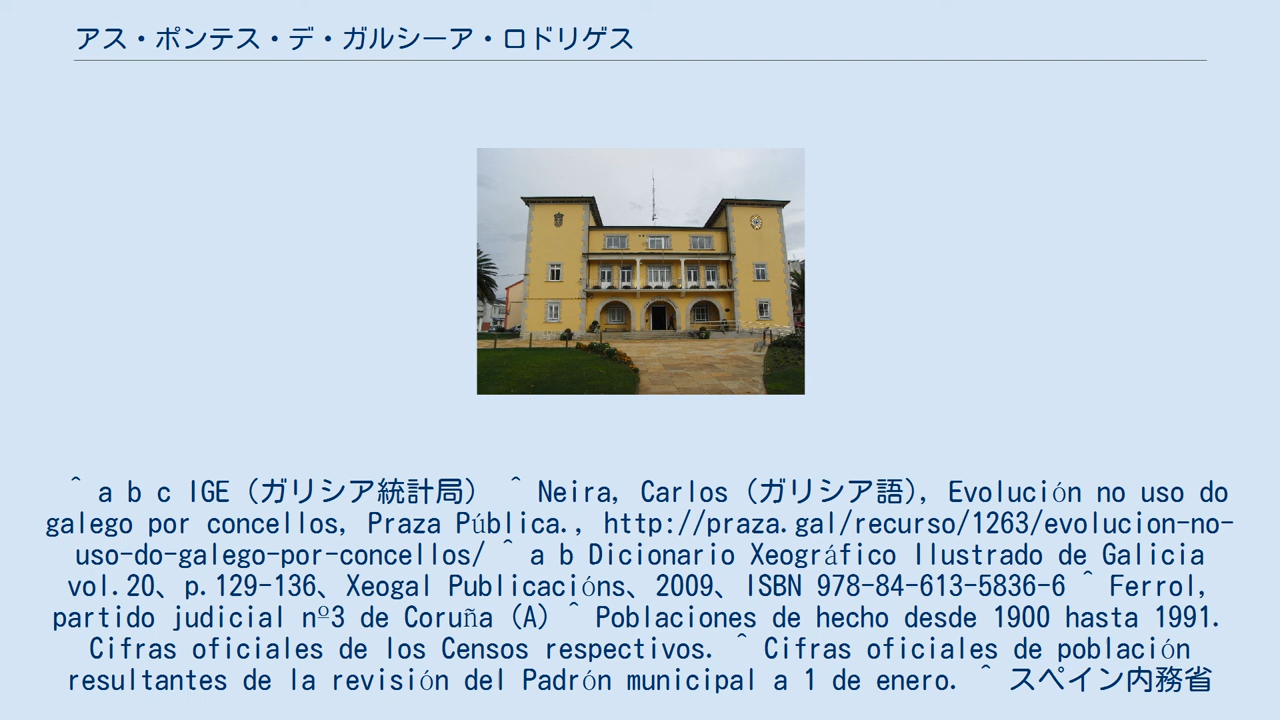 アス・ポンテス・デ・ガルシーア・ロドリゲス
^ a b c IGE (ガリシア統計局) ^ Neira, Carlos (ガリシア語), Evolución no uso do
galego por concellos, Praza Pública., http://praza.gal/recurso/1263/evolucion-no-
uso-do-galego-por-concellos/ ^ a b Dicionario Xeográfico Ilustrado de Galicia
vol.20、p.129-136、Xeogal Publicacións、2009、ISBN 978-84-613-5836-6 ^ Ferrol,
partido judicial nº3 de Coruña (A) ^ Poblaciones de hecho desde 1900 hasta 1991.
Cifras oficiales de los Censos respectivos. ^ Cifras oficiales de población
resultantes de la revisión del Padrón municipal a 1 de enero. ^ スペイン内務省